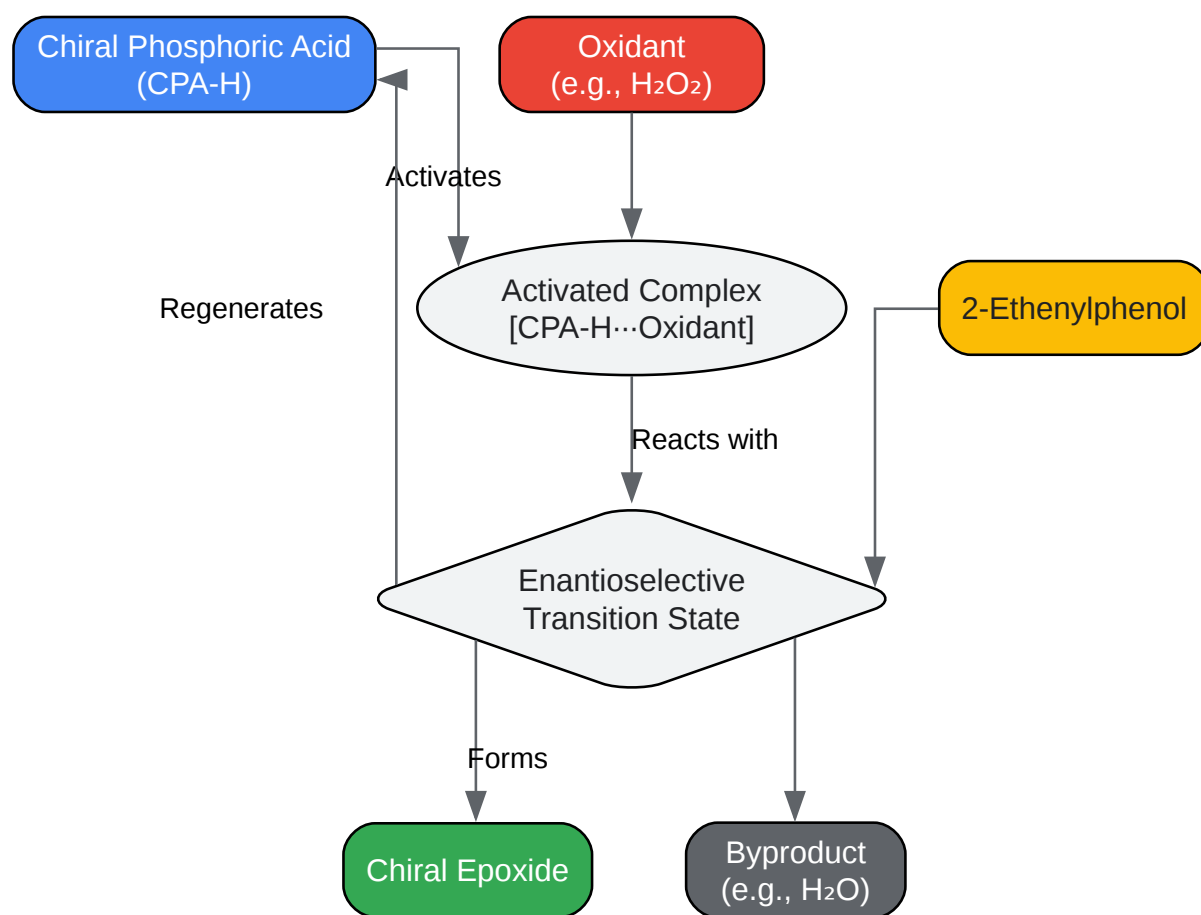 Chiral Phosphoric Acid
(CPA-H)
Oxidant
(e.g., H₂O₂)
Activates
Activated Complex
[CPA-H···Oxidant]
2-Ethenylphenol
Regenerates
Reacts with
Enantioselective
Transition State
Forms
Chiral Epoxide
Byproduct
(e.g., H₂O)